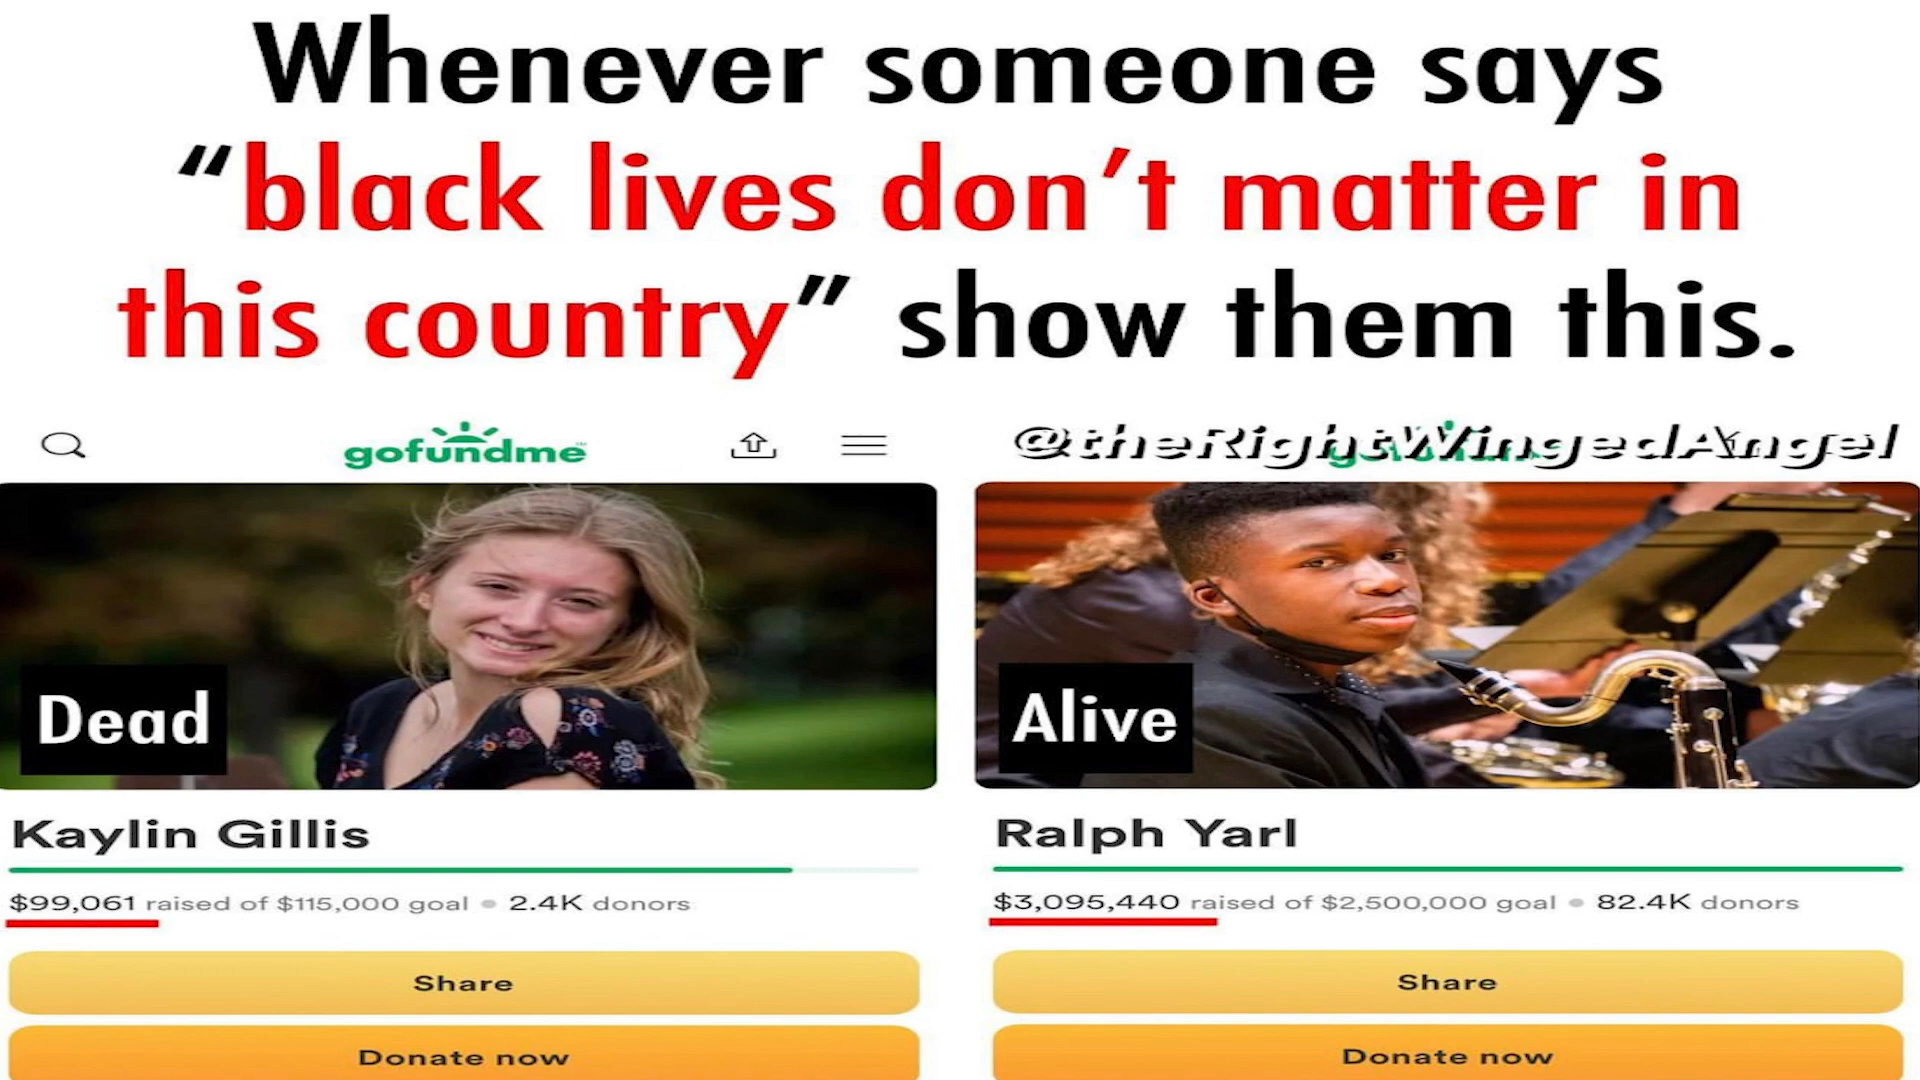 Whenever someone says
“black lives don’t matter in
this country” show them this.
gofundme
@theRightWingedAngel
Dead
Alive
Kaylin Gillis
$99,061 raised of $115,000 goal • 2.4K donors
Share
Donate now
Ralph Yarl
$3,095,440 raised of $2,500,000 goal • 82.4K donors
Share
Donate now